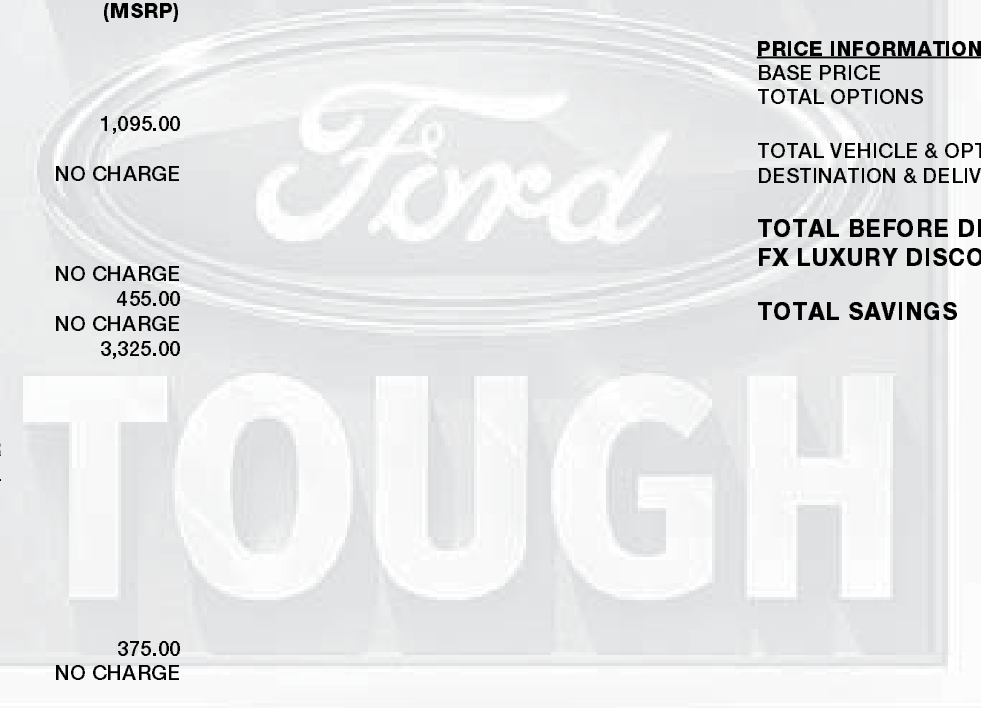 (MSRP)
1,095.00
NO CHARGE
NO CHARGE
455.00
NO CHARGE
3,325.00
375.00
NO CHARGE
PRICE INFORMATION
BASE PRICE
TOTAL OPTIONS
TOTAL VEHICLE & OPT
DESTINATION & DELIV
TOTAL BEFORE DI
FX LUXURY DISCO
TOTAL SAVINGS
Ford
TOUGH